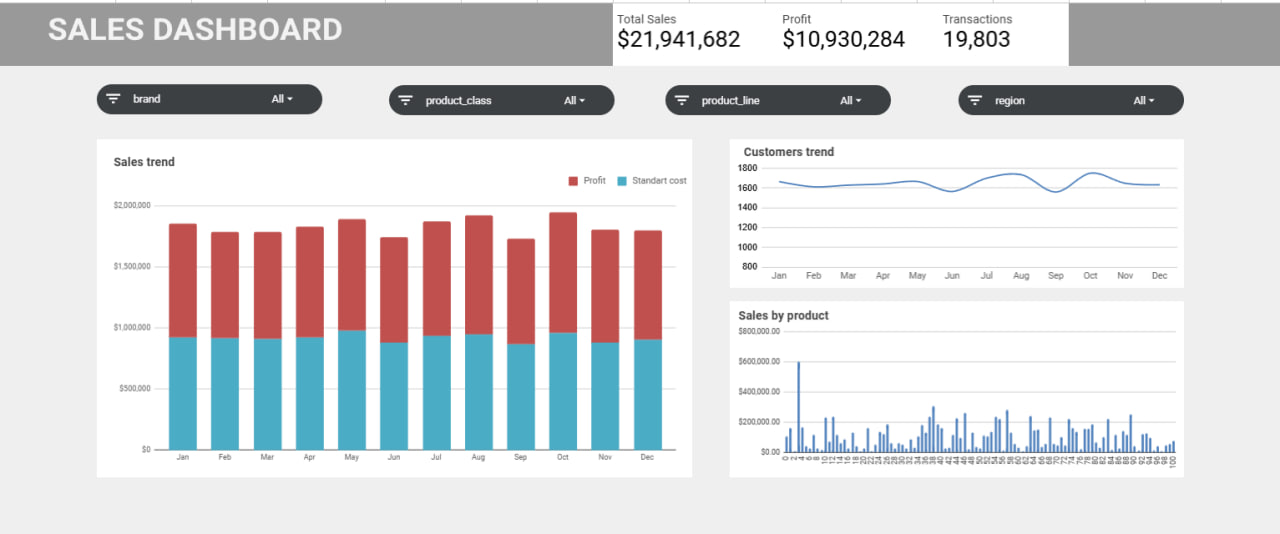 SALES DASHBOARD
Total Sales
$21,941,682
Profit
$10,930,284
Transactions
19,803
brand All
product_class All
product_line All
region All
Sales trend
Profit Standart cost
$2,000,000
$1,500,000
$1,000,000
$500,000
$0
Jan Feb Mar Apr May Jun Jul Aug Sep Oct Nov Dec
Customers trend
1800
1600
1400
1200
1000
800
Jan Feb Mar Apr May Jun Jul Aug Sep Oct Nov Dec
Sales by product
$800,000.00
$600,000.00
$400,000.00
$200,000.00
$0.00
0 2 4 6 8 10 12 14 16 18 20 22 24 26 28 30 32 34 36 38 40 42 44 46 48 50 52 54 56 58 60 62 64 66 68 70 72 74 76 78 80 82 84 86 88 90 92 94 96 98 100